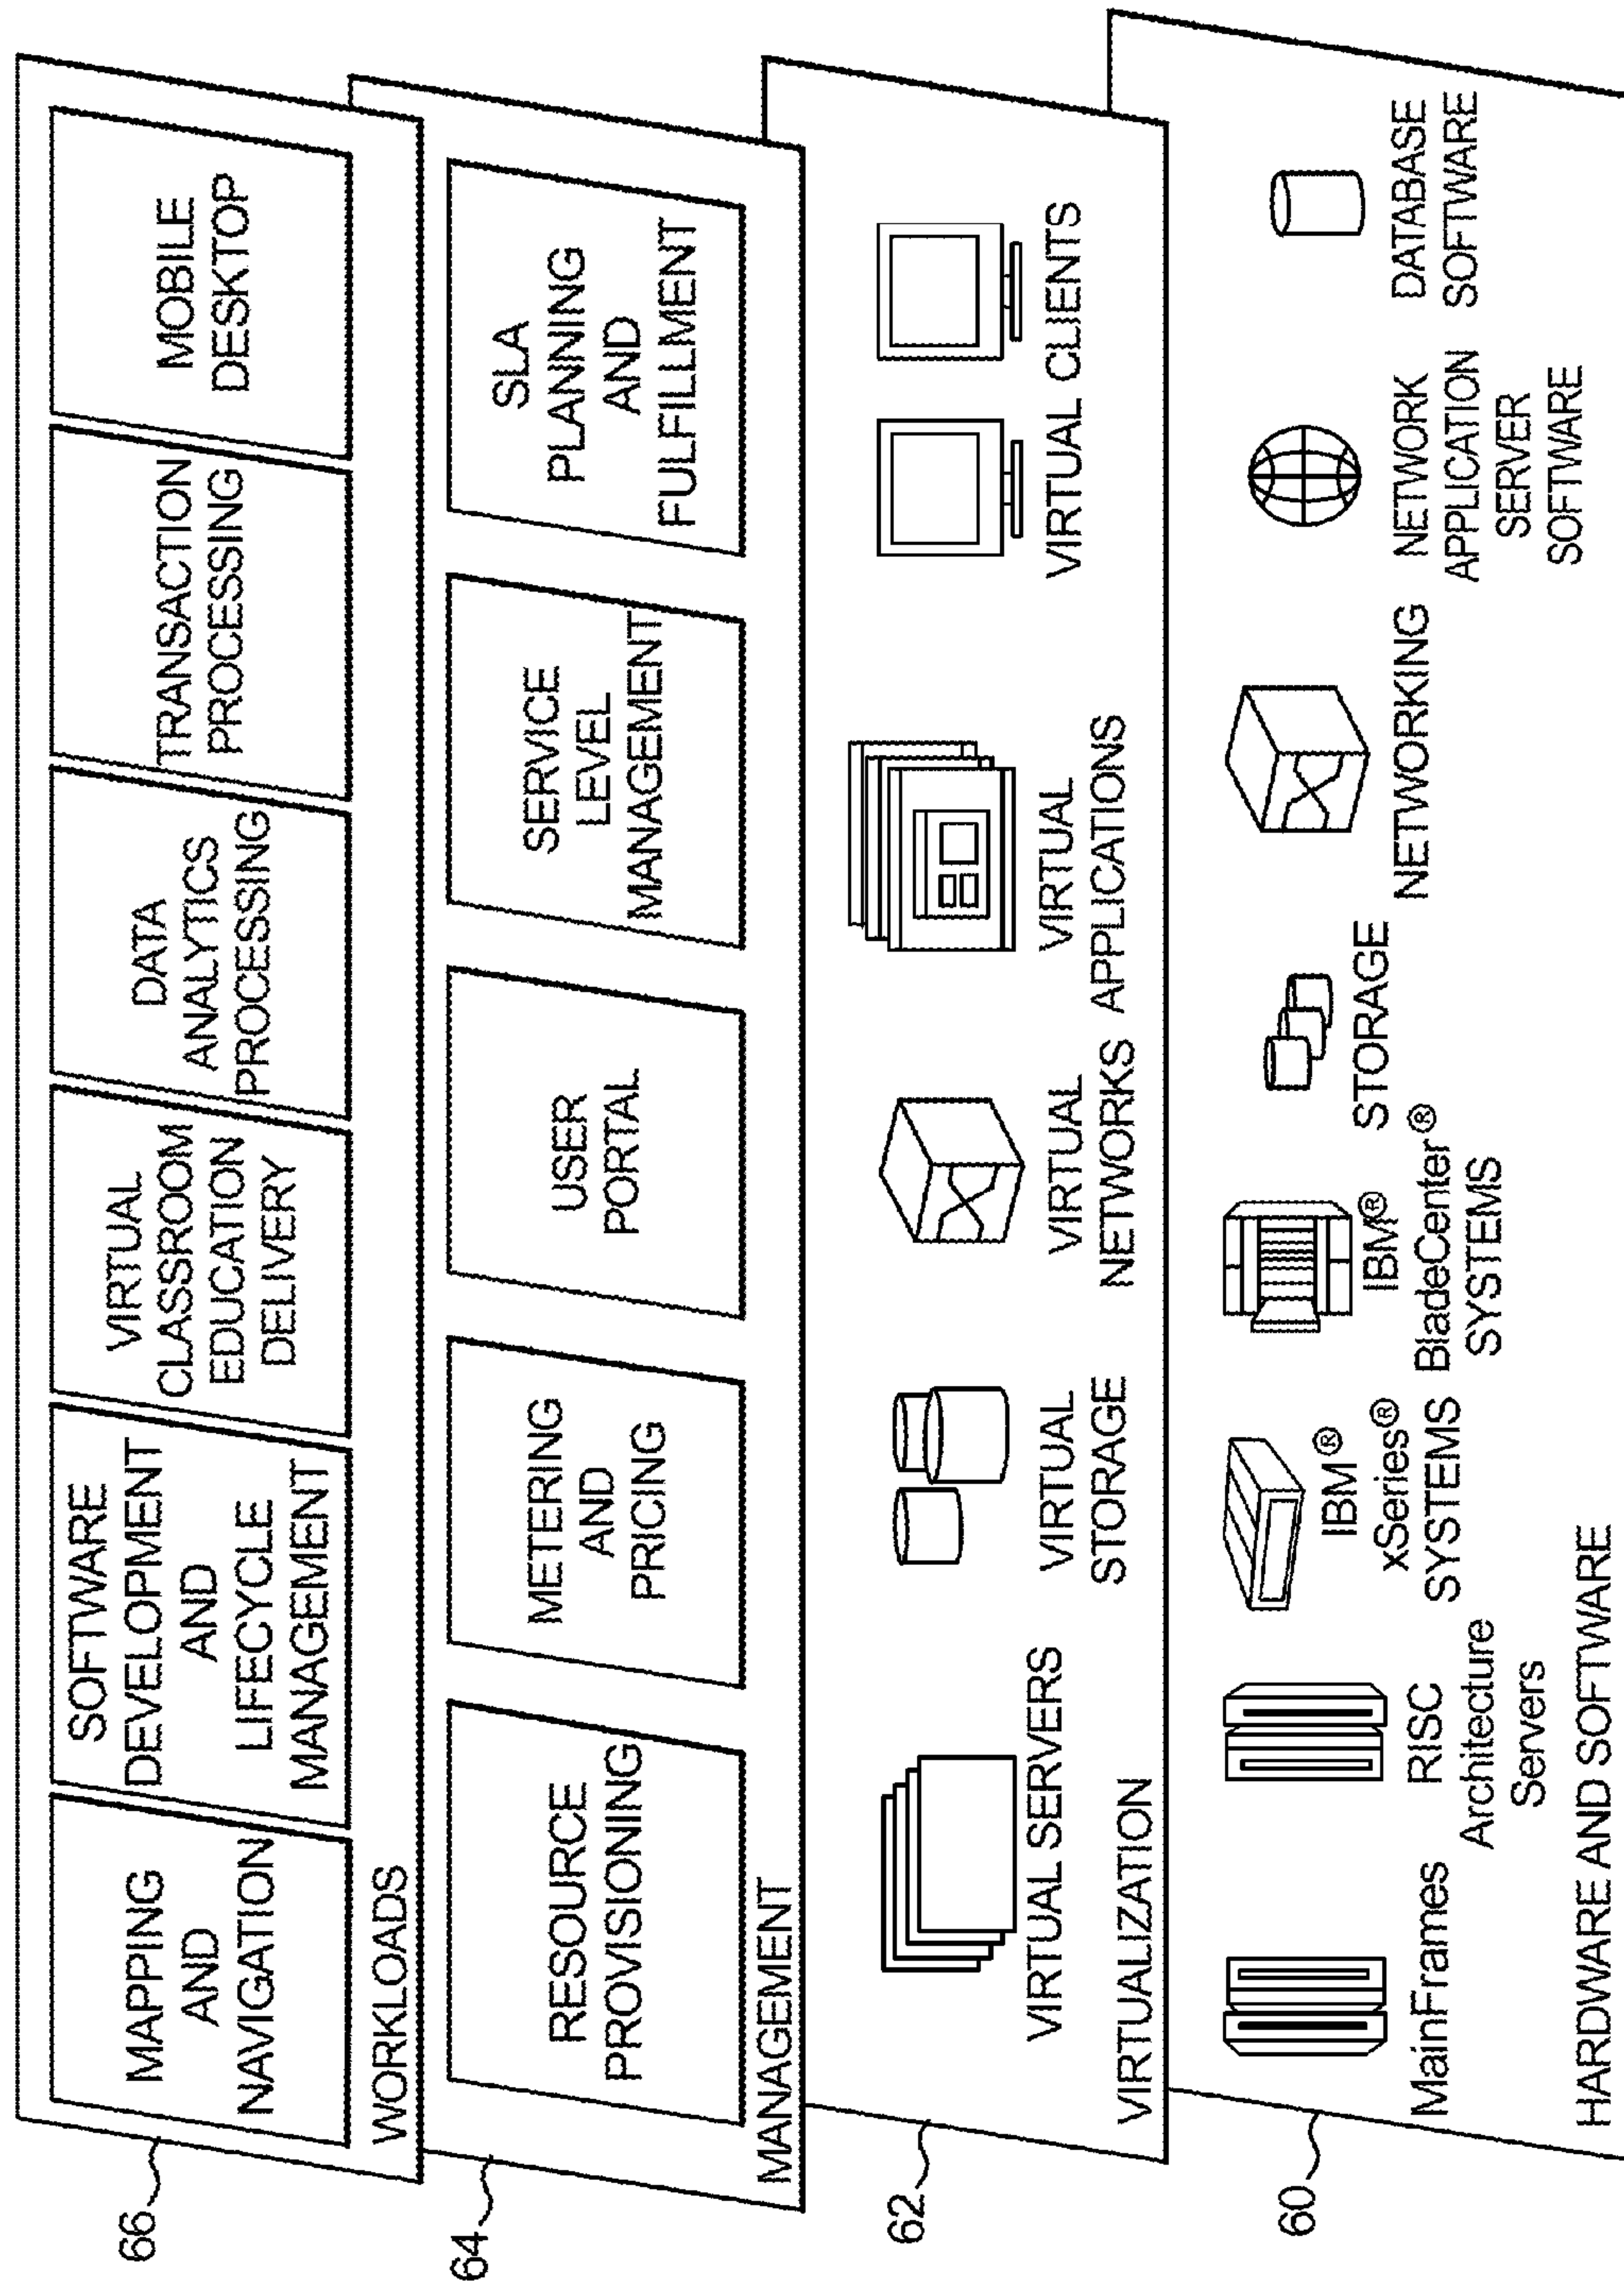 66
MAPPING
AND
NAVIGATION
SOFTWARE
DEVELOPMENT
AND
LIFECYCLE
MANAGEMENT
VIRTUAL
CLASSROOM
EDUCATION
DELIVERY
DATA
ANALYTICS
PROCESSING
TRANSACTION
PROCESSING
MOBILE
DESKTOP
WORKLOADS
64
RESOURCE
PROVISIONING
METERING
AND
PRICING
USER
PORTAL
SERVICE
LEVEL
MANAGEMENT
SLA
PLANNING
AND
FULFILLMENT
MANAGEMENT
62
VIRTUAL SERVERS
VIRTUAL
STORAGE
VIRTUAL
NETWORKS
VIRTUAL
APPLICATIONS
VIRTUAL CLIENTS
VIRTUALIZATION
60
MainFrames
RISC
Architecture
Servers
IBM®
xSeries®
SYSTEMS
IBM®
BladeCenter®
SYSTEMS
STORAGE
NETWORKING
NETWORK
APPLICATION
SERVER
SOFTWARE
DATABASE
SOFTWARE
HARDWARE AND SOFTWARE